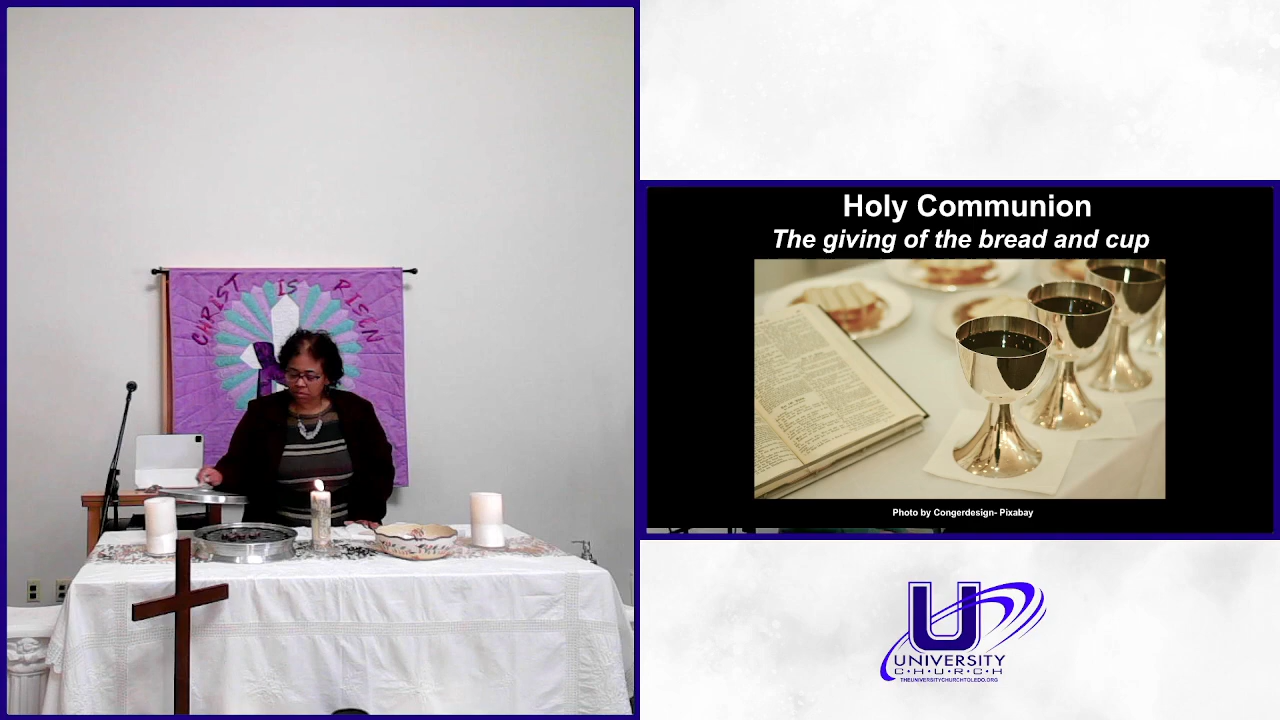 CHRIST IS RISEN
Holy Communion
The giving of the bread and cup
Photo by Congerdesign- Pixabay
U
UNIVERSITY
C·H·U·R·C·H
THEUNIVERSITYCHURCHTOLEDO.ORG